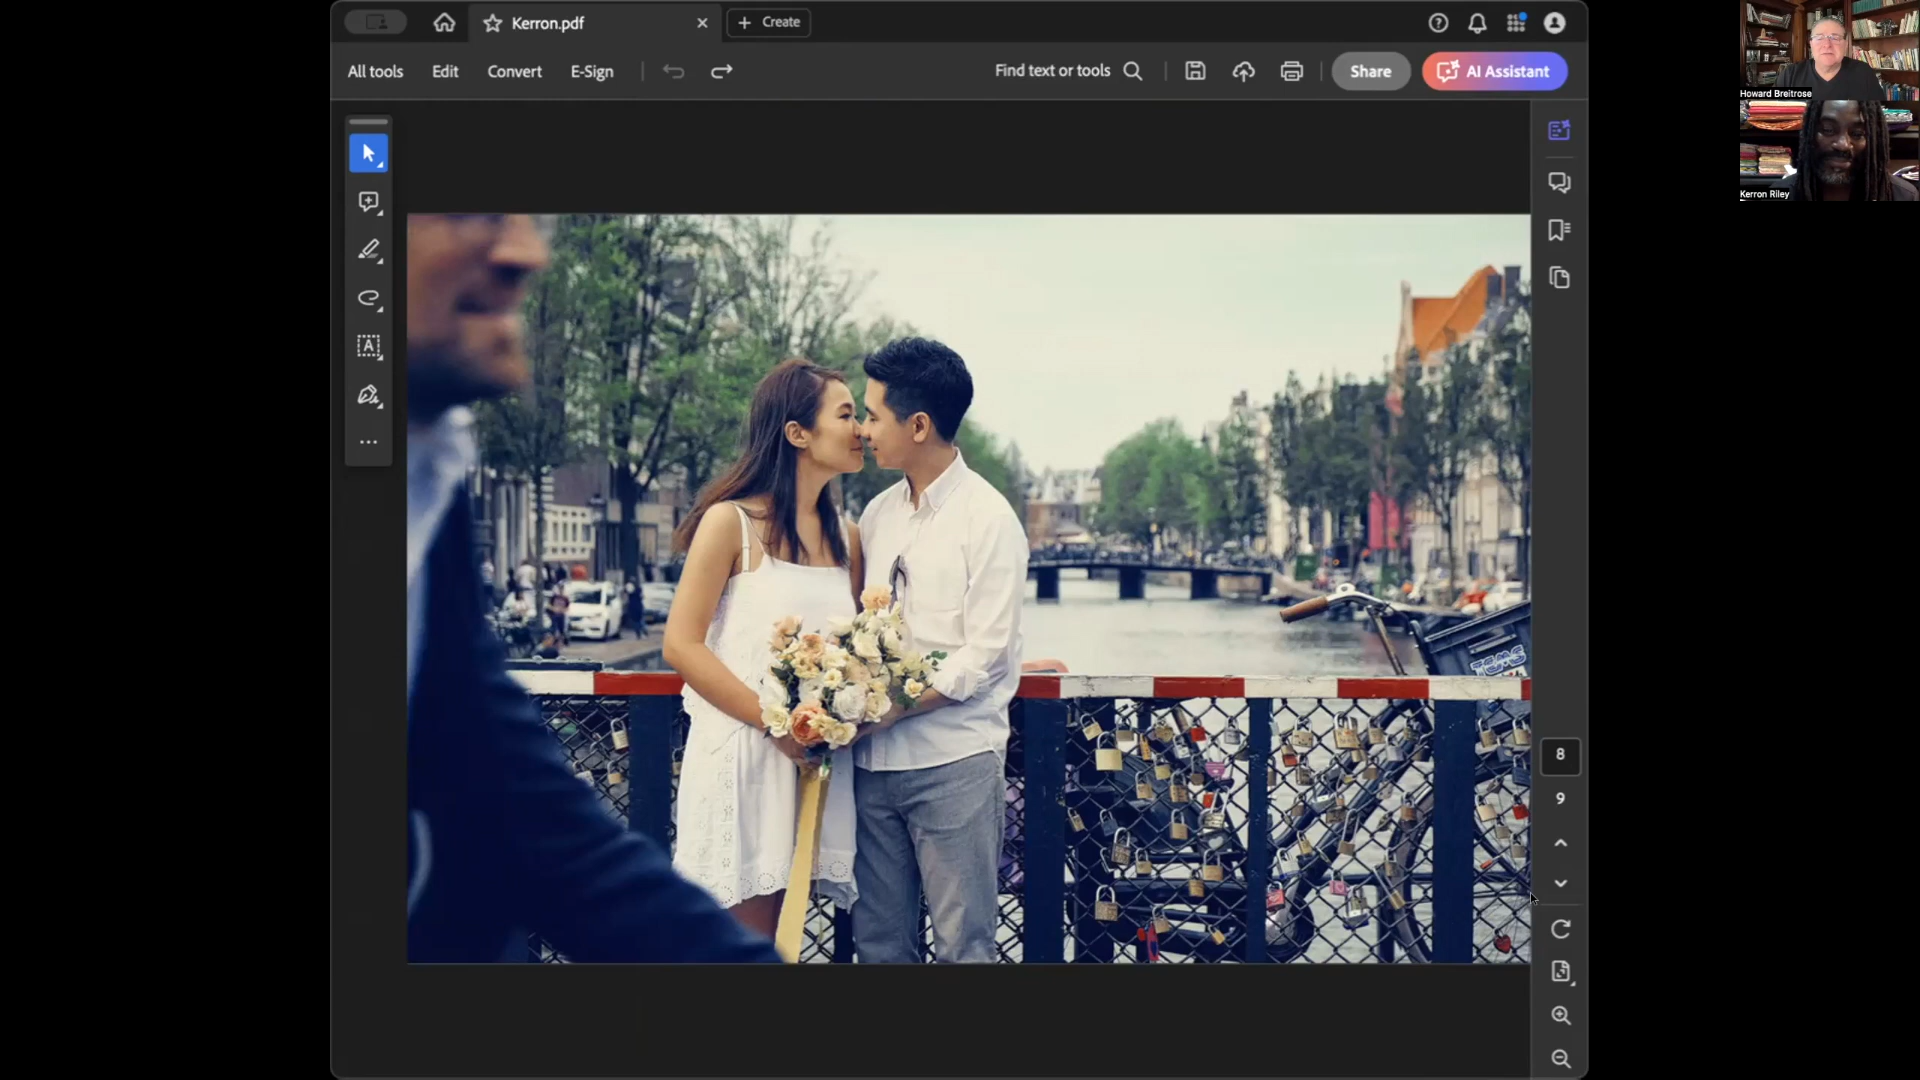 Kerron.pdf
Create
All tools
Edit
Convert
E-Sign
Find text or tools
Share
AI Assistant
Howard Breitrose
Kerron Riley
A
8
9